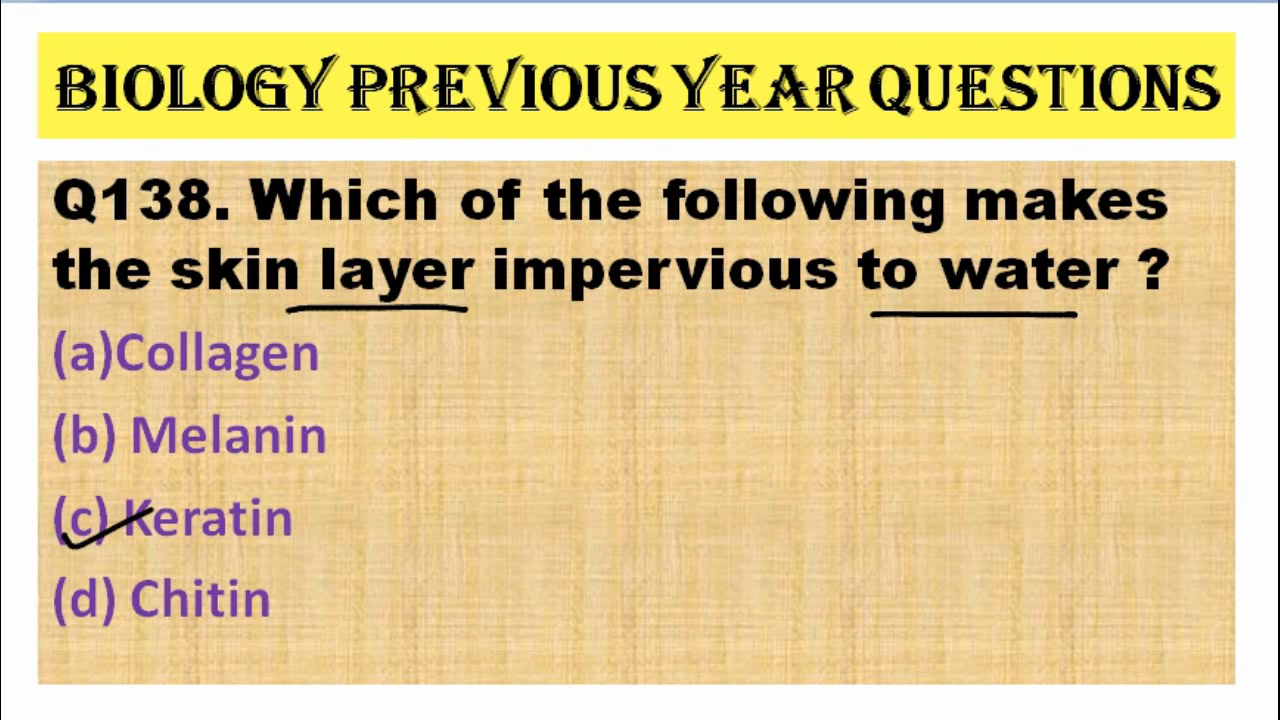 BIOLOGY PREVIOUS YEAR QUESTIONS
Q138. Which of the following makes
the skin layer impervious to water ?
(a)Collagen
(b) Melanin
(c) Keratin
(d) Chitin